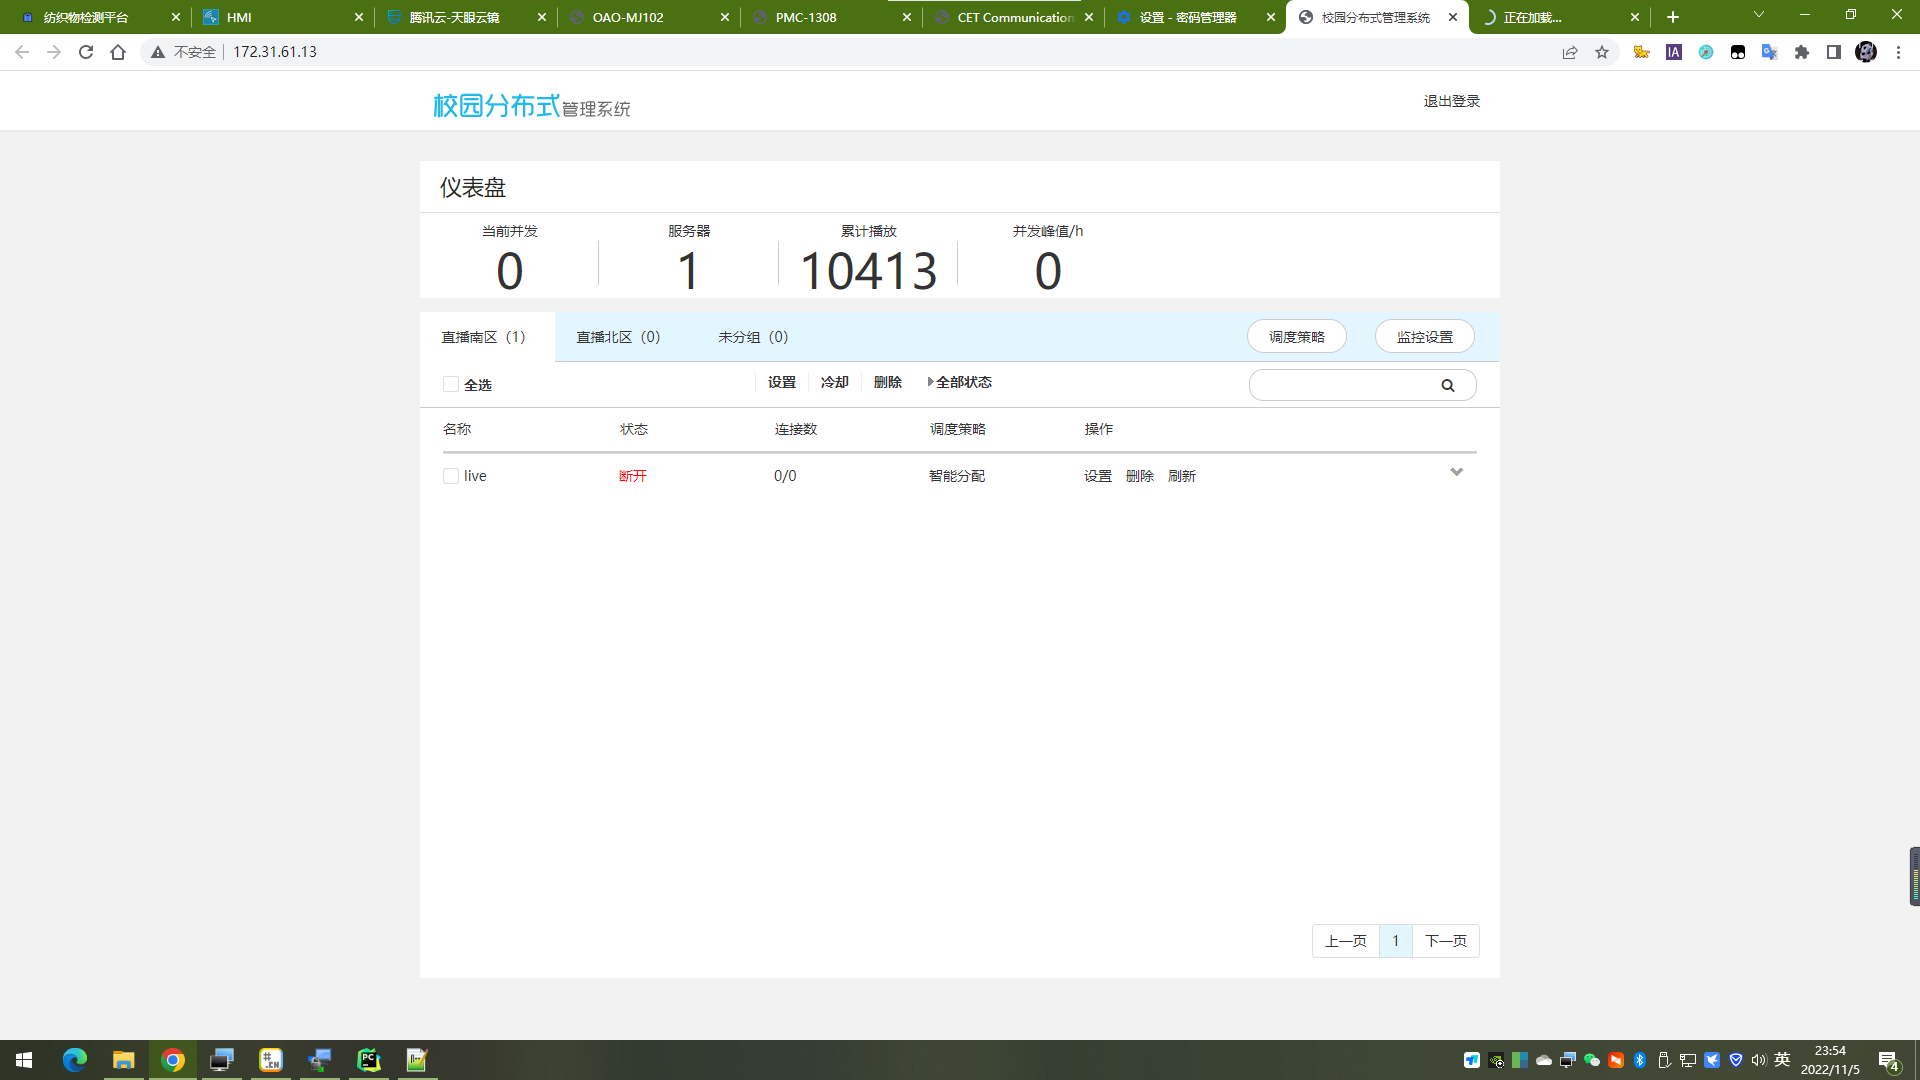 纺织物检测平台
HMI
腾讯云-天眼云镜
OAO-MJ102
PMC-1308
CET Communication
设置 - 密码管理器
校园分布式管理系统
正在加载...
不安全
172.31.61.13
校园分布式管理系统
退出登录
仪表盘
当前并发
服务器
累计播放
并发峰值/h
0
1
10413
0
直播南区（1）
直播北区（0）
未分组（0）
调度策略
监控设置
全选
设置
冷却
删除
全部状态
名称
状态
连接数
调度策略
操作
live
断开
0/0
智能分配
设置
删除
刷新
上一页
1
下一页
英
23:54
2022/11/5
4